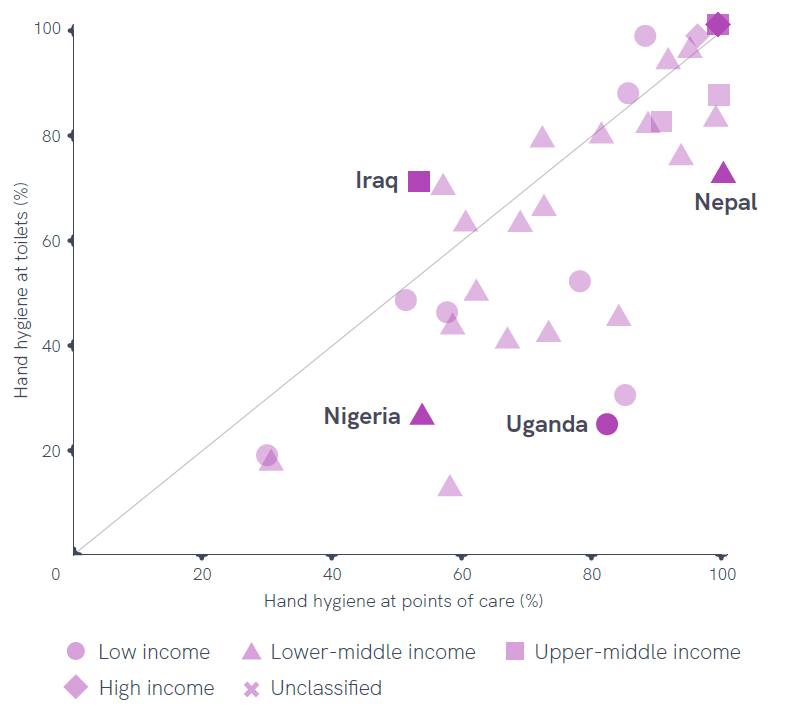 100
80
60
40
20
0
Hand hygiene at toilets (%)
Iraq
Nepal
Nigeria
Uganda
20 40 60 80 100
Hand hygiene at points of care (%)
Low income Lower-middle income Upper-middle income
High income Unclassified